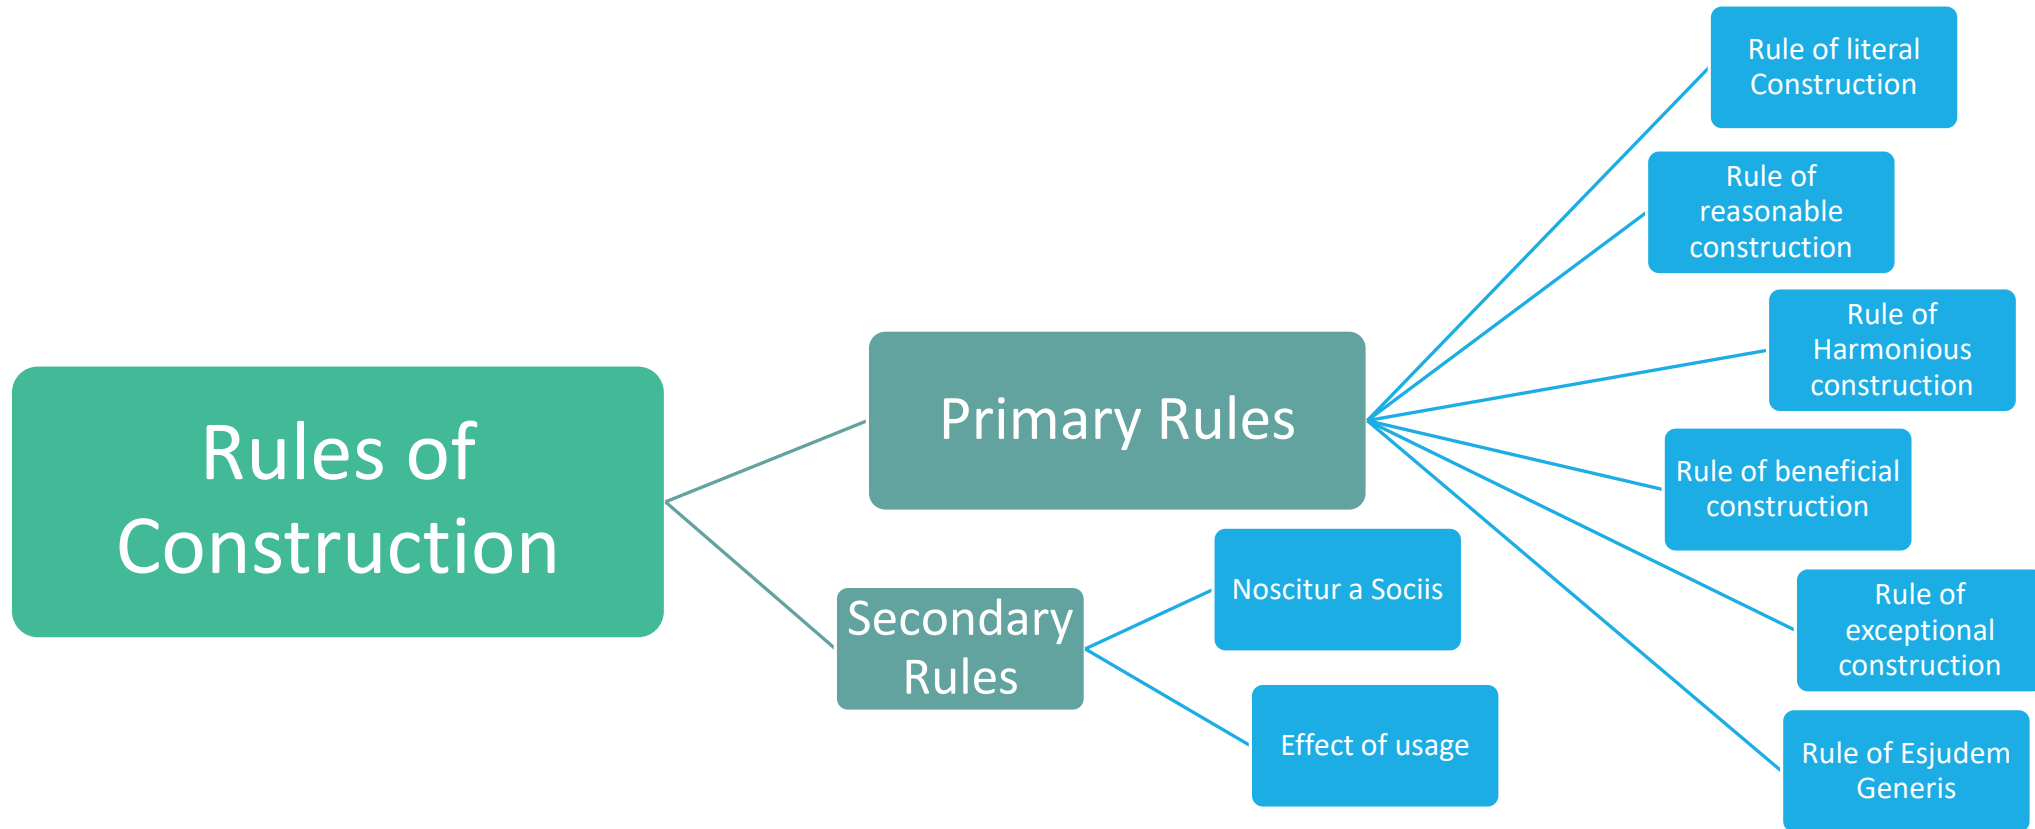 Rules of
Construction
Primary Rules
Rule of literal
Construction
Rule of
reasonable
construction
Rule of
Harmonious
construction
Rule of beneficial
construction
Rule of
exceptional
construction
Rule of Esjudem
Generis
Secondary
Rules
Noscitur a Sociis
Effect of usage